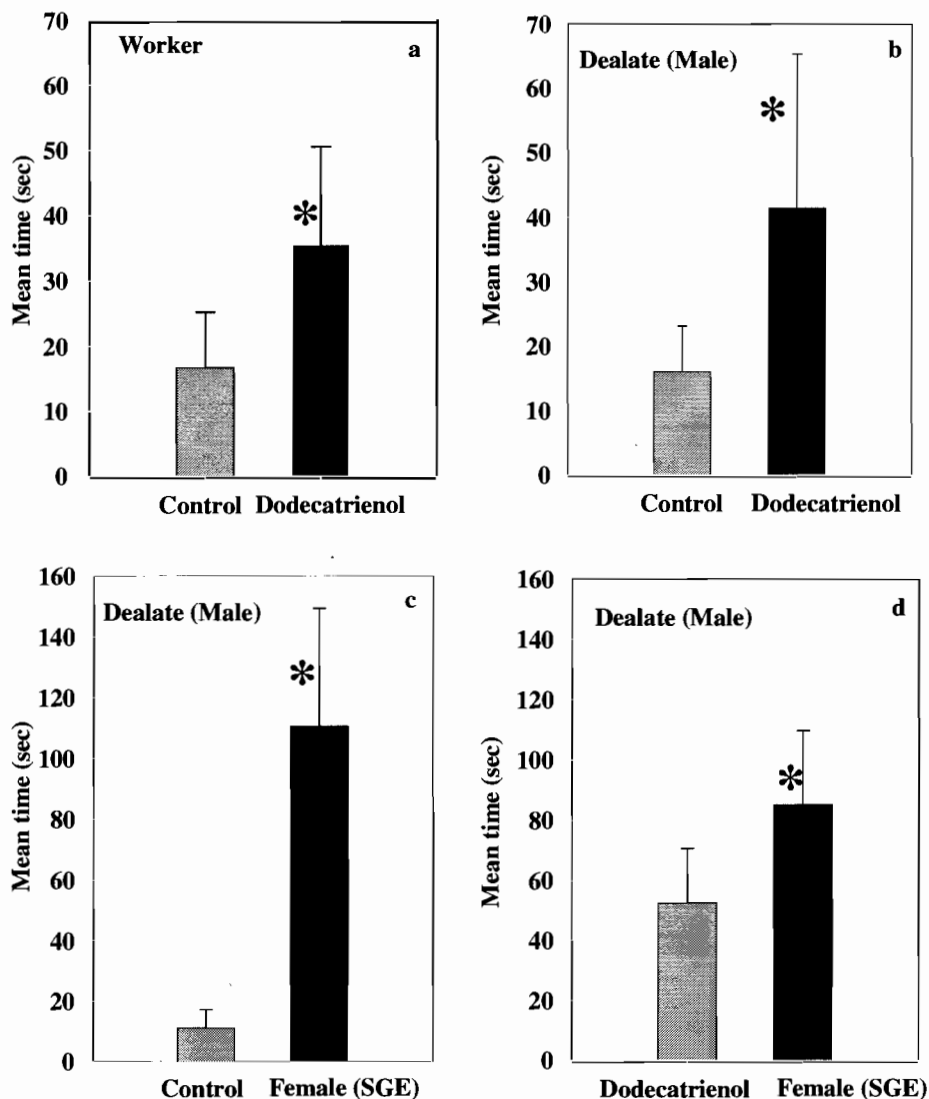 Worker
a
Mean time (sec)
70
60
50
40
30
20
10
0
Control Dodecatrienol
Dealate (Male)
b
Mean time (sec)
70
60
50
40
30
20
10
0
*
*
Control Dodecatrienol
Dealate (Male)
c
Mean time (sec)
160
140
120
100
80
60
40
20
0
*
Control Female (SGE)
Dealate (Male)
d
Mean time (sec)
160
140
120
100
80
60
40
20
0
*
Dodecatrienol Female (SGE)